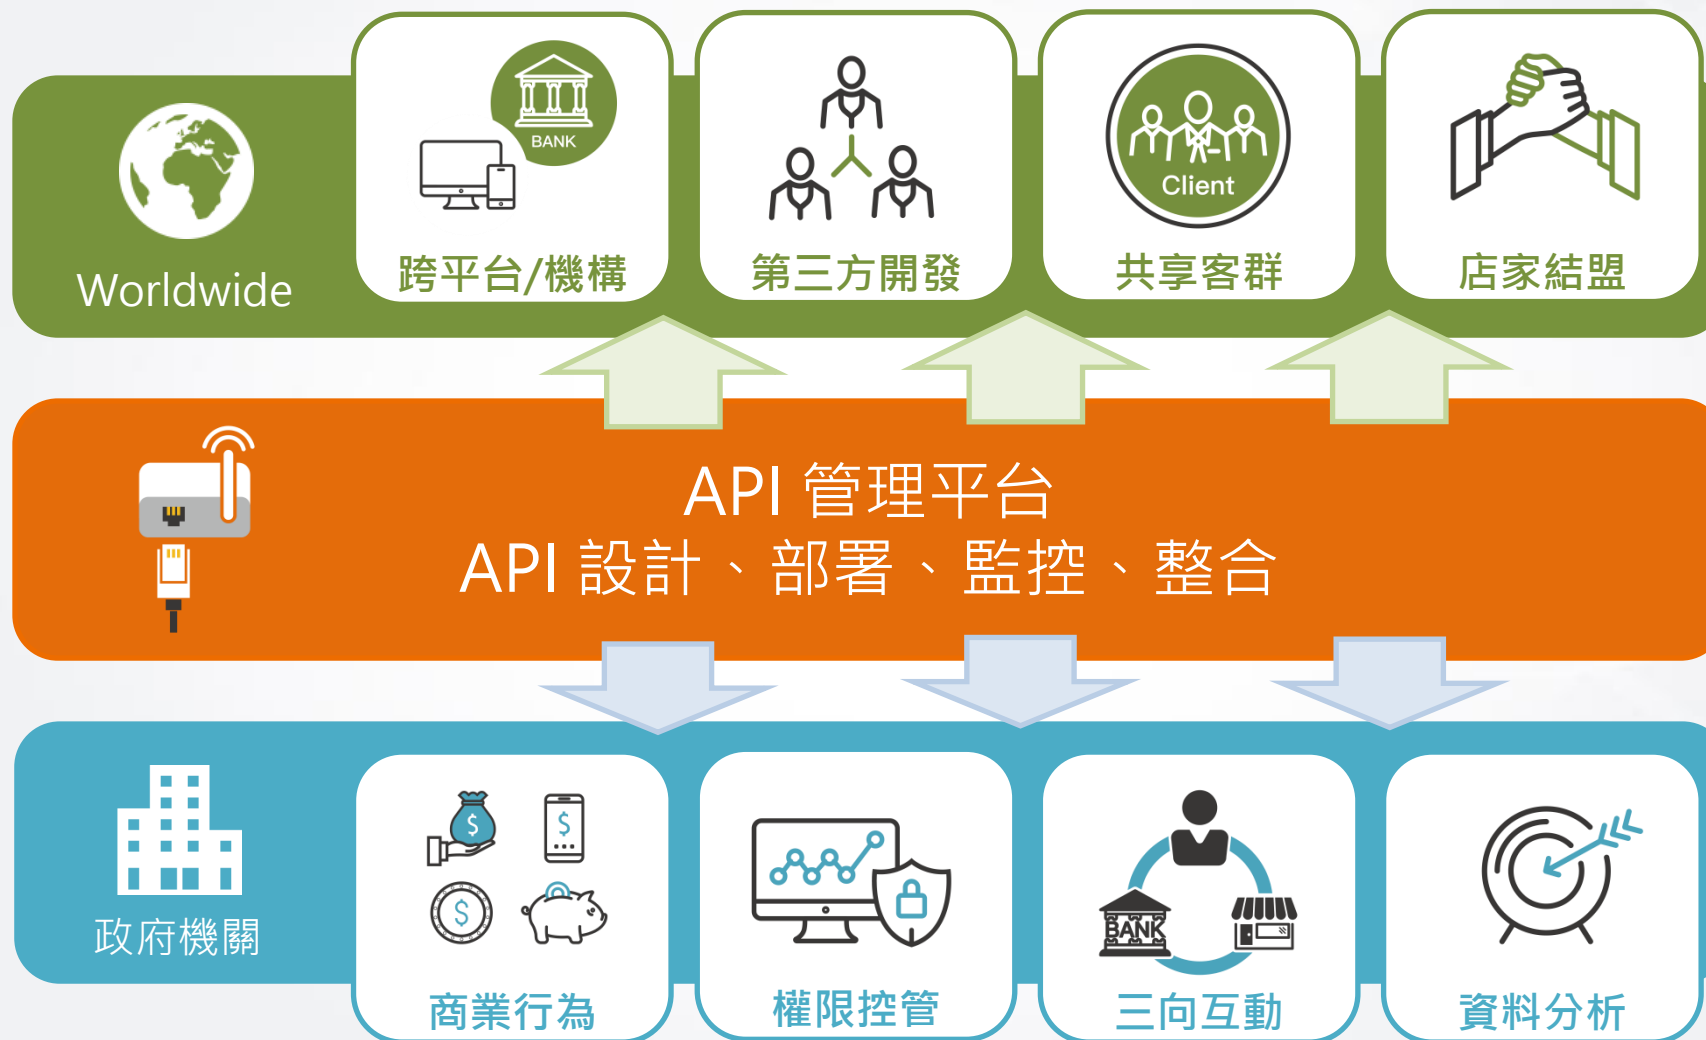 BANK
Client
跨平台/機構
第三方開發
共享客群
店家結盟
Worldwide
API 管理平台
API 設計、部署、監控、整合
$
$
$
BANK
政府機關
商業行為
權限控管
三向互動
資料分析